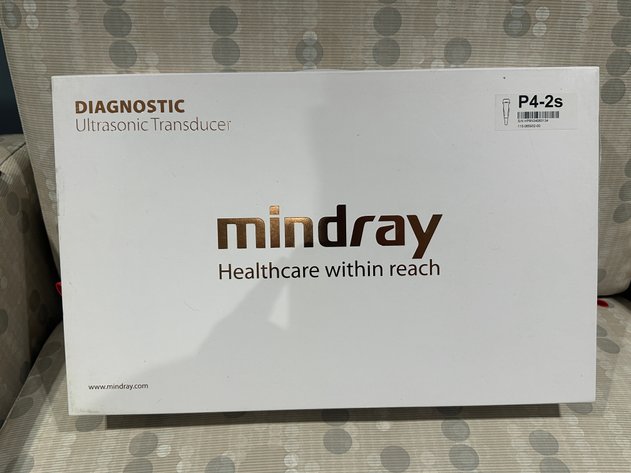 DIAGNOSTIC
Ultrasonic Transducer
P4-2s
mindray
Healthcare within reach
www.mindray.com